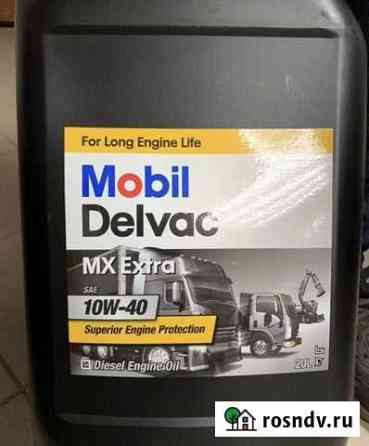 For Long Engine Life
Mobil
Delvac
MX Extra
SAE
10W-40
Superior Engine Protection
Diesel Engine Oil
20L
rosndv.ru